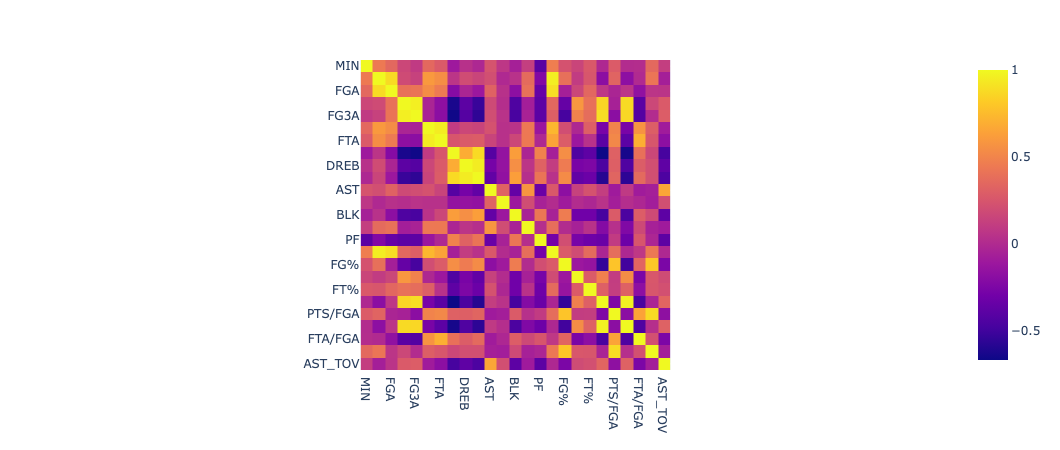 MIN
FGA
FG3A
FTA
DREB
AST
BLK
PF
FG%
FT%
PTS/FGA
FTA/FGA
AST_TOV
MIN
FGA
FG3A
FTA
DREB
AST
BLK
PF
FG%
FT%
PTS/FGA
FTA/FGA
AST_TOV
1
0.5
0
−0.5